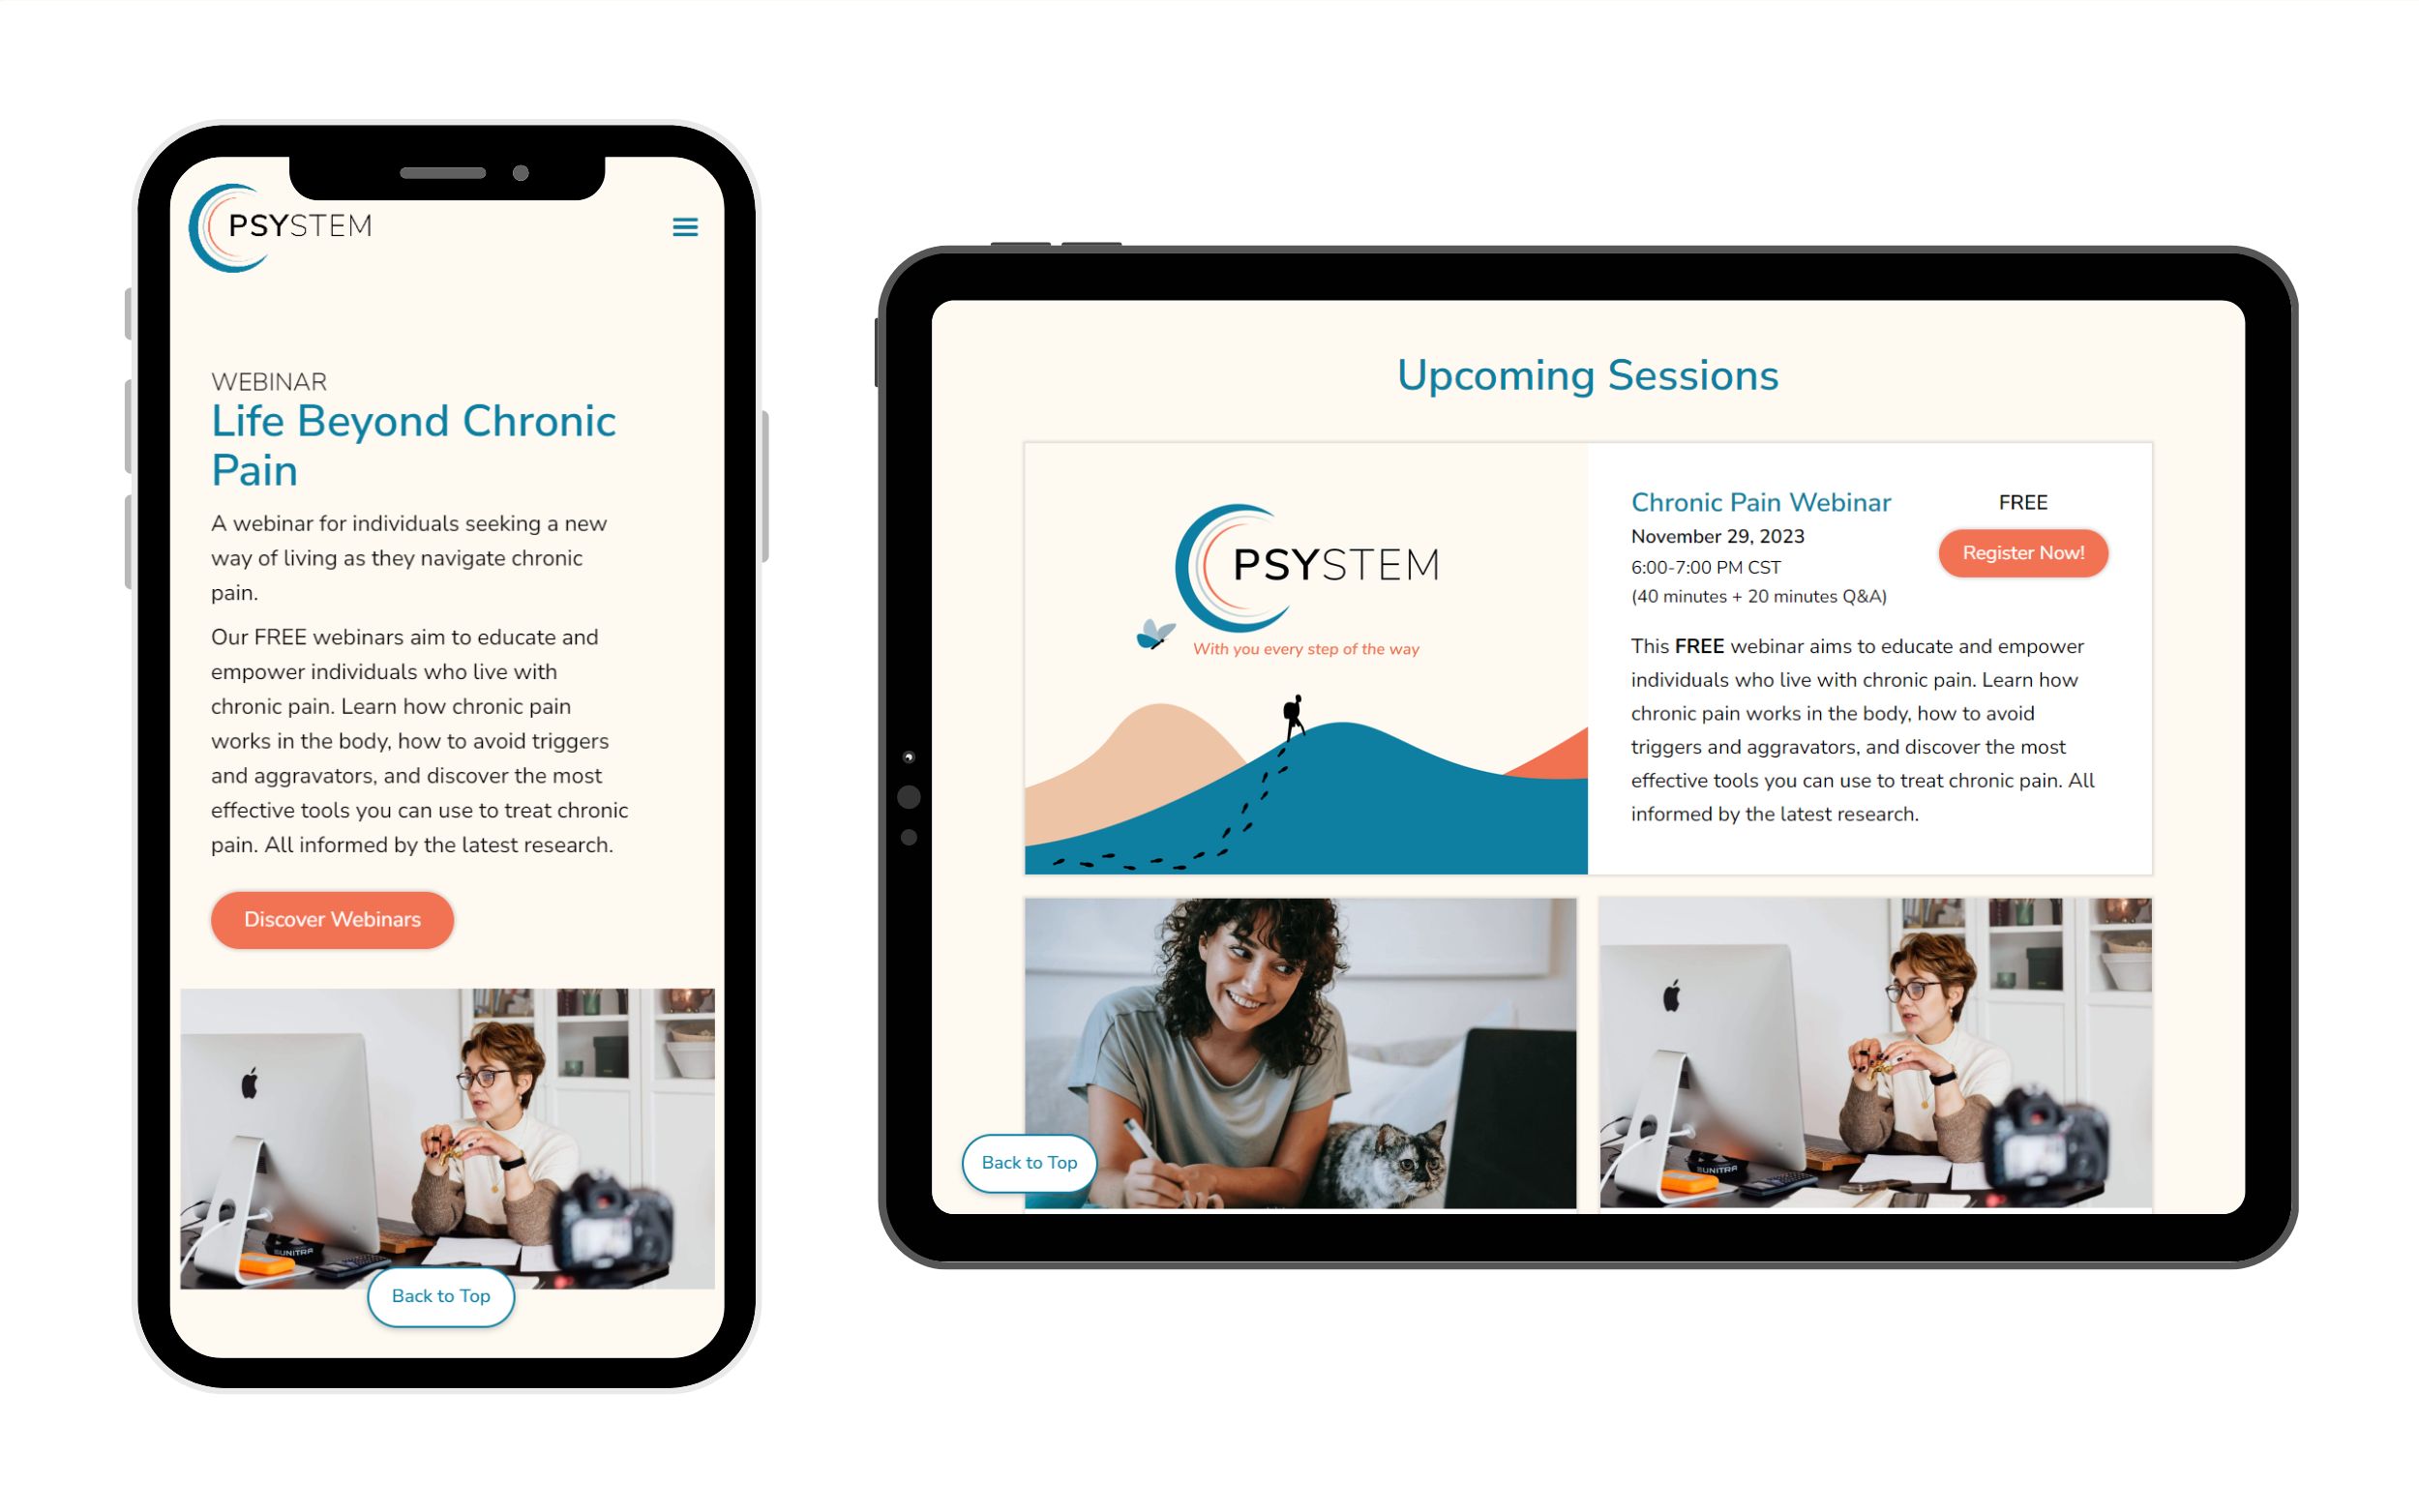 PSYSTEM
WEBINAR
Life Beyond Chronic
Pain
A webinar for individuals seeking a new
way of living as they navigate chronic
pain.
Our FREE webinars aim to educate and
empower individuals who live with
chronic pain. Learn how chronic pain
works in the body, how to avoid triggers
and aggravators, and discover the most
effective tools you can use to treat chronic
pain. All informed by the latest research.
Discover Webinars
SUNITRA
Back to Top
Upcoming Sessions
PSYSTEM
With you every step of the way
Chronic Pain Webinar
November 29, 2023
6:00-7:00 PM CST
(40 minutes + 20 minutes Q&A)
FREE
Register Now!
This FREE webinar aims to educate and empower
individuals who live with chronic pain. Learn how
chronic pain works in the body, how to avoid
triggers and aggravators, and discover the most
effective tools you can use to treat chronic pain. All
informed by the latest research.
Back to Top
SUNITRA